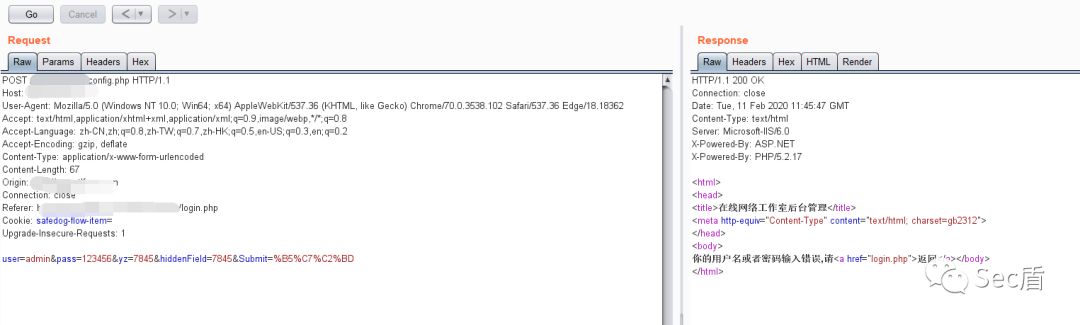 Go Cancel < | ▼ > | ▼
Request
Raw Params Headers Hex
POST config.php HTTP/1.1
Host:
User-Agent: Mozilla/5.0 (Windows NT 10.0; Win64; x64) AppleWebKit/537.36 (KHTML, like Gecko) Chrome/70.0.3538.102 Safari/537.36 Edge/18.18362
Accept: text/html,application/xhtml+xml,application/xml;q=0.9,image/webp,*/*;q=0.8
Accept-Language: zh-CN,zh;q=0.8,zh-TW;q=0.7,zh-HK;q=0.5,en-US;q=0.3,en;q=0.2
Accept-Encoding: gzip, deflate
Content-Type: application/x-www-form-urlencoded
Content-Length: 67
Origin:
Connection: close
Referer: h /login.php
Cookie: safedog-flow-item=
Upgrade-Insecure-Requests: 1
user=admin&pass=123456&yz=7845&hiddenField=7845&Submit=%B5%C7%C2%BD
Response
Raw Headers Hex HTML Render
HTTP/1.1 200 OK
Connection: close
Date: Tue, 11 Feb 2020 11:45:47 GMT
Content-Type: text/html
Server: Microsoft-IIS/6.0
X-Powered-By: ASP.NET
X-Powered-By: PHP/5.2.17
<html>
<head>
<title>在线网络工作室后台管理</title>
<meta http-equiv="Content-Type" content="text/html; charset=gb2312">
</head>
<body>
你的用户名或者密码输入错误,请<a href="login.php">返回</a></body>
</html>
Sec盾